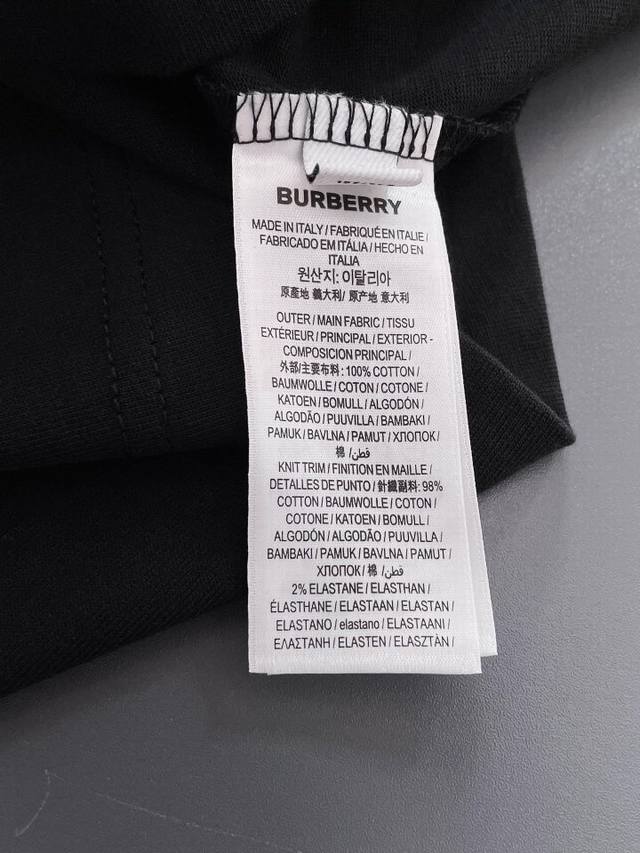 BURBERRY
MADE IN ITALY / FABRIQUÉ EN ITALIE /
FABRICADO EM ITÁLIA / HECHO EN
ITALIA
원산지: 이탈리아
原產地 義大利/ 原产地 意大利
OUTER / MAIN FABRIC / TISSU
EXTÉRIEUR / PRINCIPAL / EXTERIOR -
COMPOSICION PRINCIPAL /
外部/主要布料: 100% COTTON /
BAUMWOLLE / COTON / COTONE /
KATOEN / BOMULL / ALGODÓN /
ALGODÃO / PUUVILLA / BAMBAKI /
PAMUK / BAVLNA / PAMUT / ХЛОПОК /
棉 / قطن
KNIT TRIM / FINITION EN MAILLE /
DETALLES DE PUNTO / 針織副料: 98%
COTTON / BAUMWOLLE / COTON /
COTONE / KATOEN / BOMULL /
ALGODÓN / ALGODÃO / PUUVILLA /
BAMBAKI / PAMUK / BAVLNA / PAMUT /
ХЛОПОК / 棉 / قطن
2% ELASTANE / ELASTHAN /
ÉLASTHANE / ELASTAAN / ELASTAN /
ELASTANO / elastano / ELASTAANI /
ΕΛΑΣΤΑΝΗ / ELASTEN / ELASZTÁN /